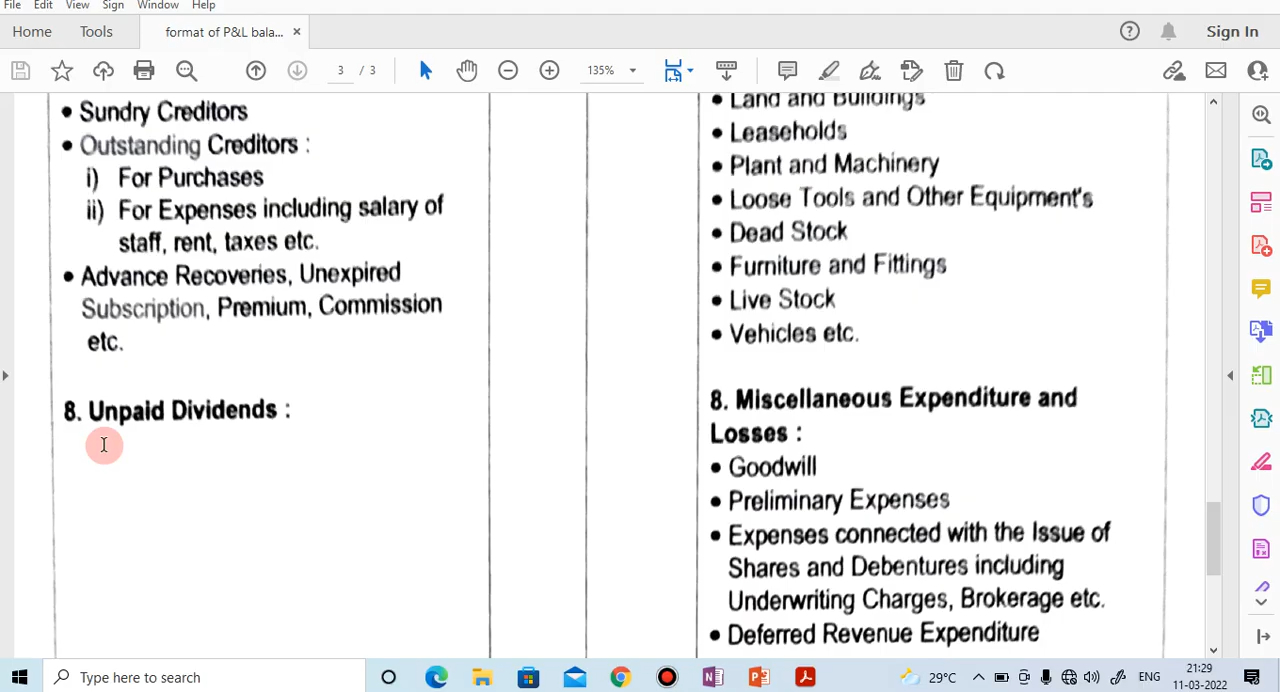 File Edit View Sign Window Help
Home Tools format of P&L bala... × Sign In
3 / 3 135%
• Sundry Creditors
• Outstanding Creditors :
i) For Purchases
ii) For Expenses including salary of
staff, rent, taxes etc.
• Advance Recoveries, Unexpired
Subscription, Premium, Commission
etc.
8. Unpaid Dividends :
• Land and Buildings
• Leaseholds
• Plant and Machinery
• Loose Tools and Other Equipment's
• Dead Stock
• Furniture and Fittings
• Live Stock
• Vehicles etc.
8. Miscellaneous Expenditure and
Losses :
• Goodwill
• Preliminary Expenses
• Expenses connected with the Issue of
Shares and Debentures including
Underwriting Charges, Brokerage etc.
• Deferred Revenue Expenditure
Type here to search
29°C ENG
21:29
11-03-2022